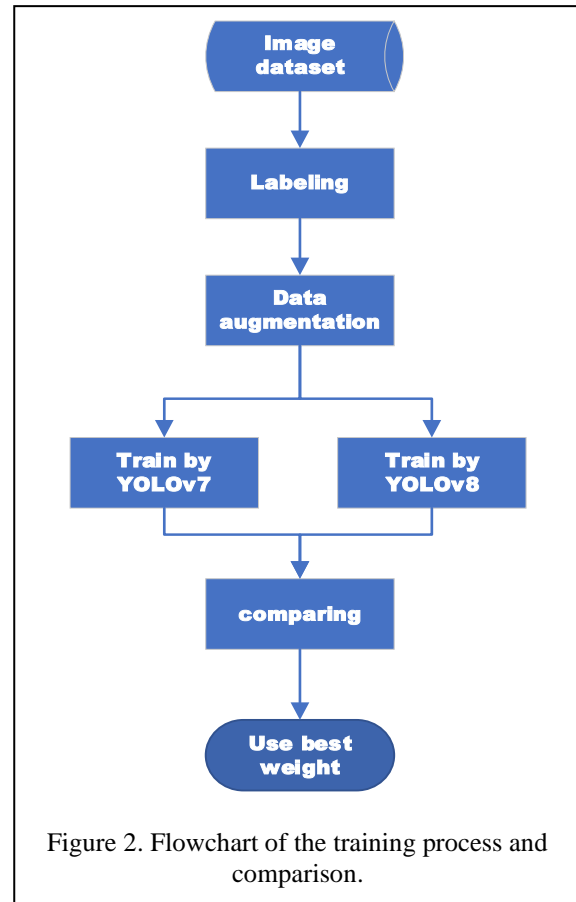 Image
dataset
Labeling
Data
augmentation
Train by
YOLOv7
Train by
YOLOv8
comparing
Use best
weight
Figure 2. Flowchart of the training process and
comparison.